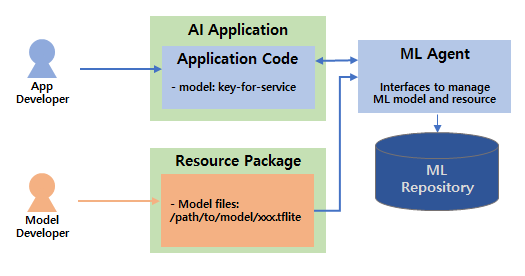 AI Application
Application Code
- model: key-for-service
App
Developer
ML Agent
Interfaces to manage
ML model and resource
ML
Repository
Resource Package
- Model files:
/path/to/model/xxx.tflite
Model
Developer